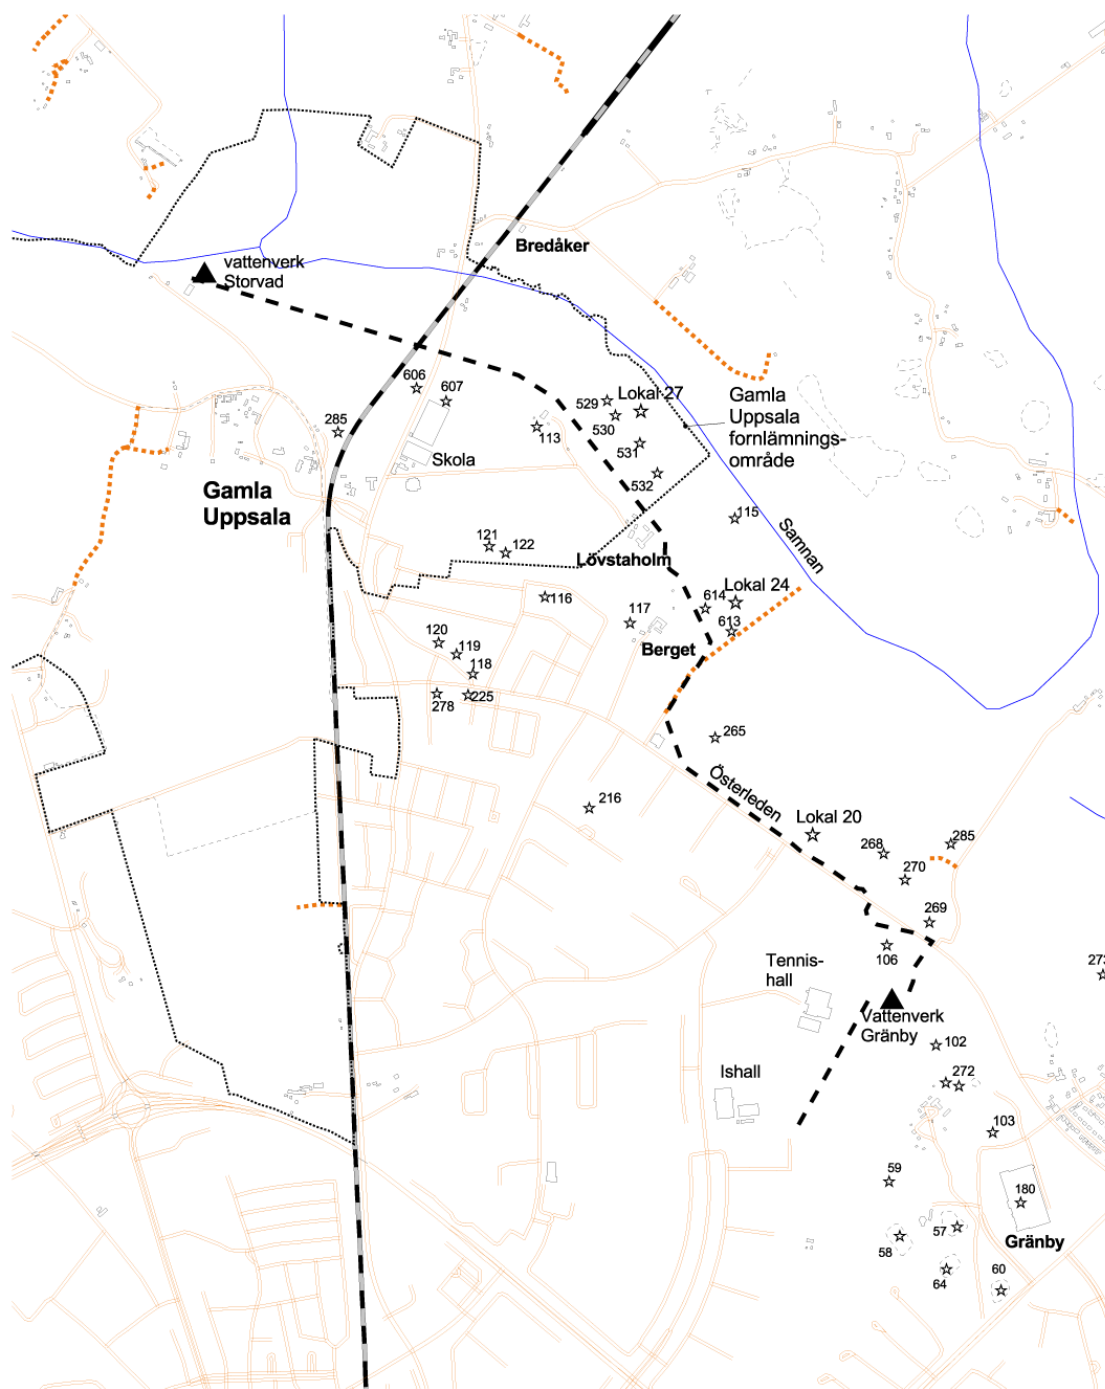 Bredåker
vattenverk
Storvad
606
607
529
Lokal 27
530
Gamla
Uppsala
fornlämnings-
område
285
113
531
Skola
532
Gamla
Uppsala
115
Samnan
121
122
Lövstaholm
116
614
Lokal 24
117
613
120
119
Berget
118
278
225
265
Österleden
216
Lokal 20
268
285
270
269
106
Tennis-
hall
273
Vattenverk
Gränby
102
Ishall
272
103
59
180
57
58
Gränby
64
60